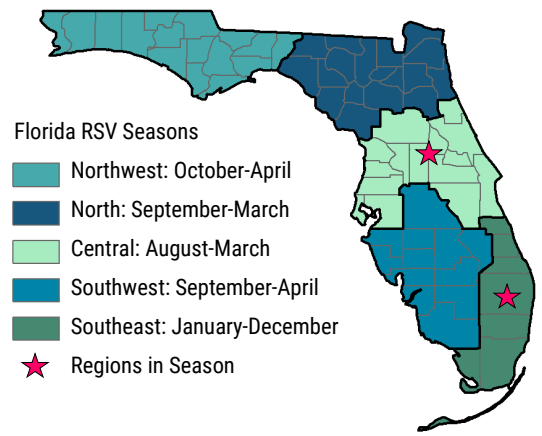 Florida RSV Seasons
Northwest: October-April
North: September-March
Central: August-March
Southwest: September-April
Southeast: January-December
Regions in Season